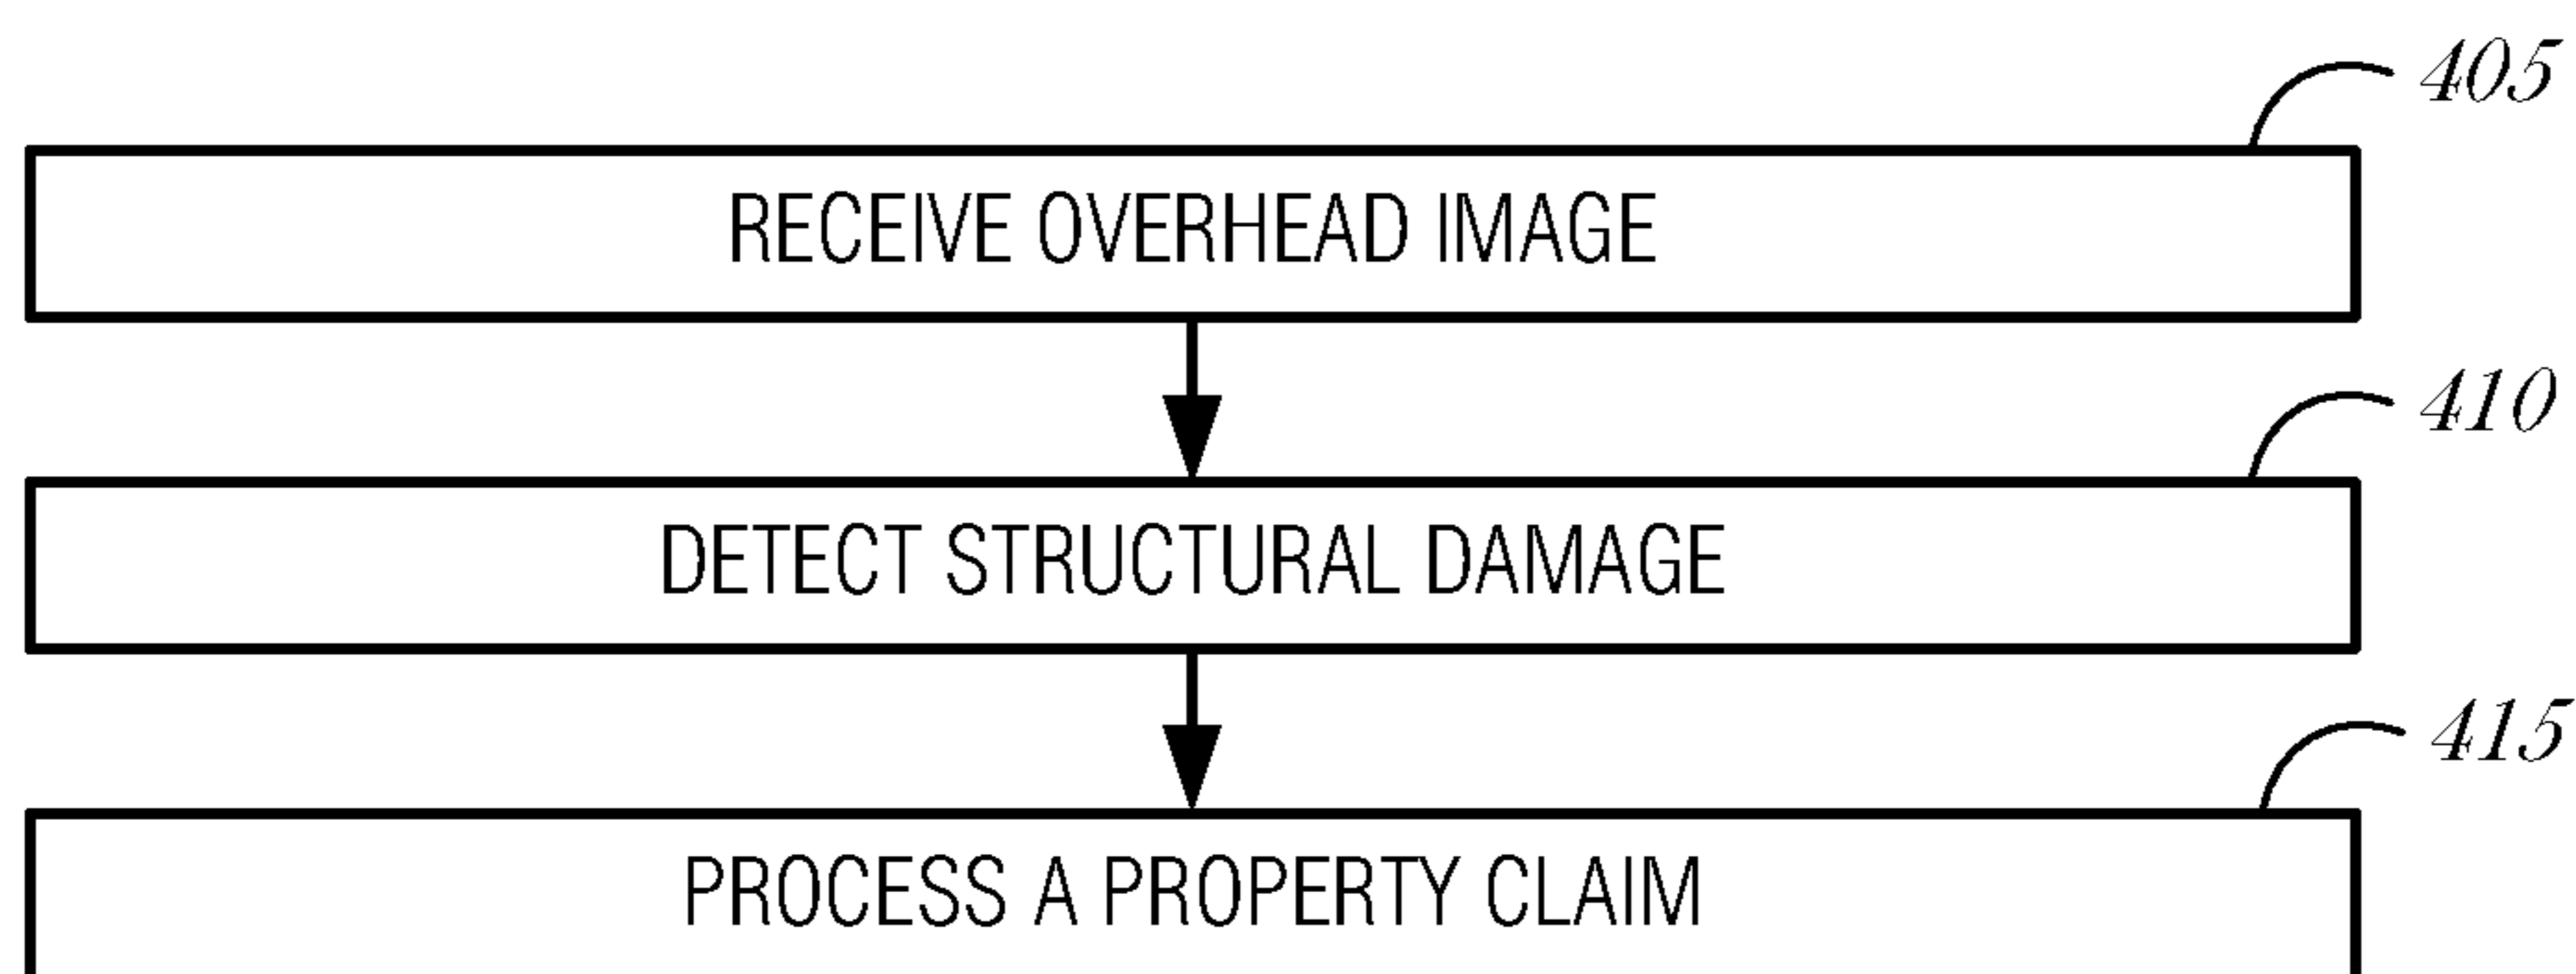 405
RECEIVE OVERHEAD IMAGE
410
DETECT STRUCTURAL DAMAGE
415
PROCESS A PROPERTY CLAIM